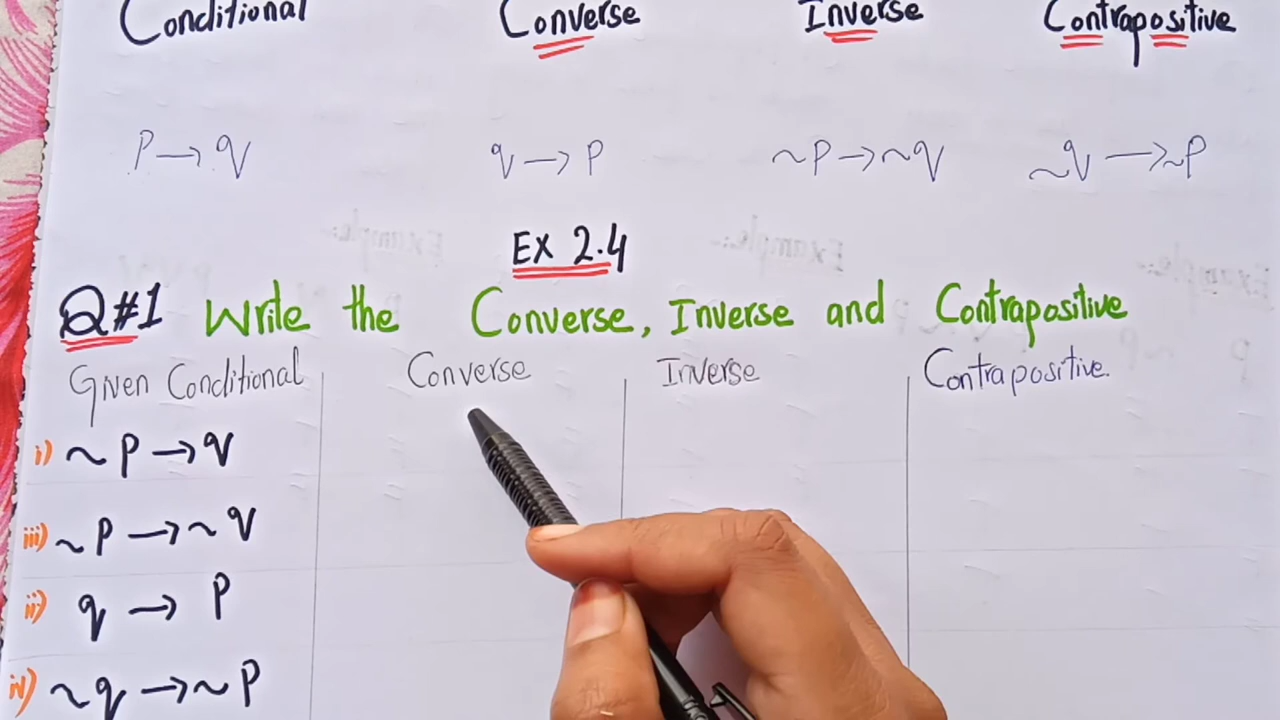 Conditional Converse Inverse Contrapositive
P → q q → P ~P → ~q ~q → ~P
Ex 2.4
Q#1 Write the Converse, Inverse and Contrapositive
Given Conditional Converse Inverse Contrapositive.
i) ~ P → q
iii) ~ P → ~ q
ii) q → P
iv) ~q → ~ P